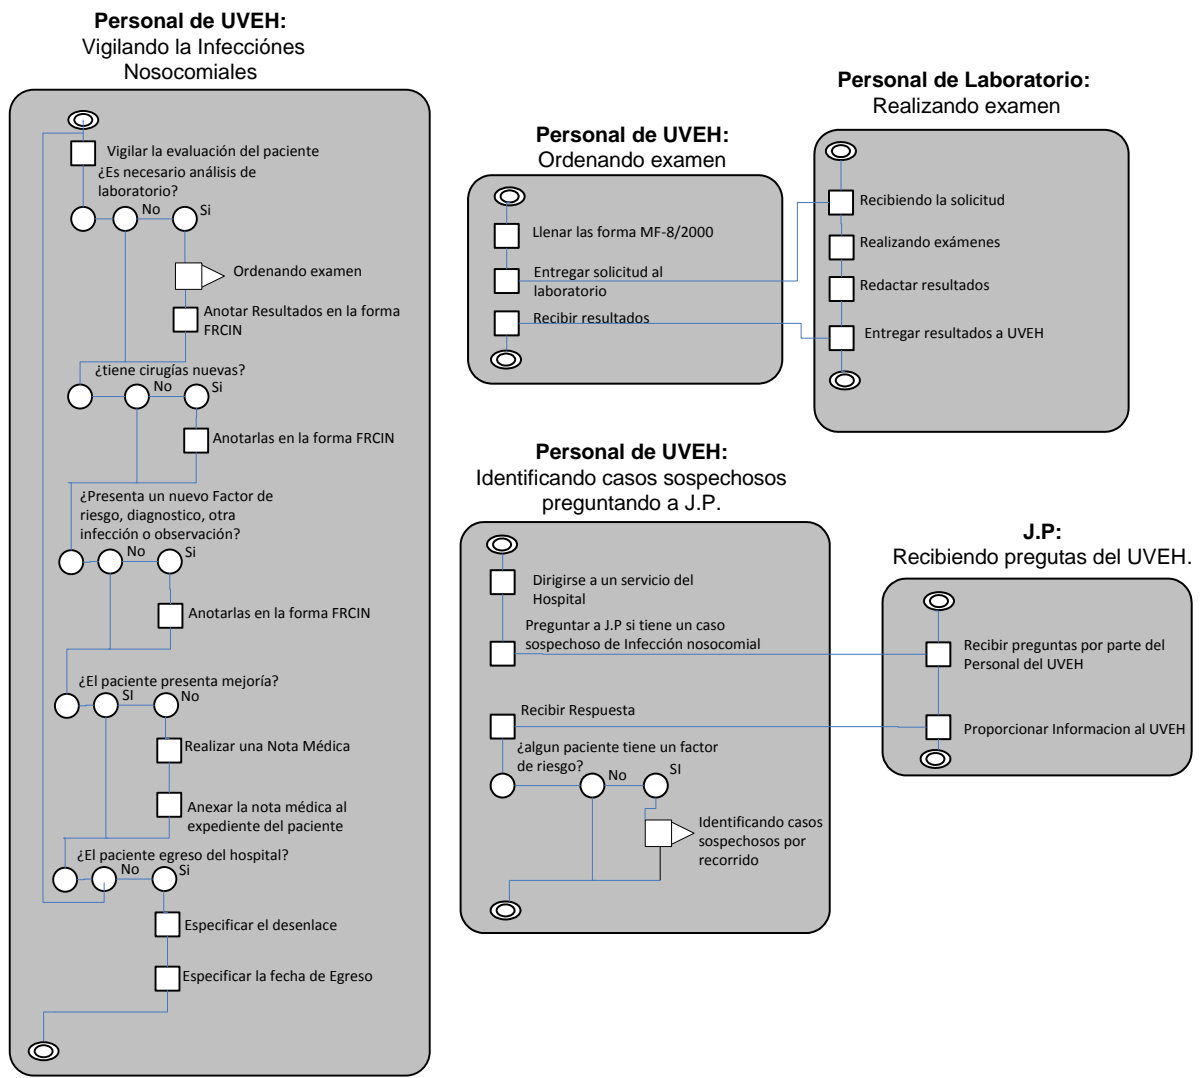 Personal de UVEH:
Vigilando la Infecciónes
Nosocomiales
Vigilar la evaluación del paciente
¿Es necesario análisis de
laboratorio?
No
Si
Ordenando examen
Anotar Resultados en la forma
FRCIN
¿tiene cirugías nuevas?
No
Si
Anotarlas en la forma FRCIN
¿Presenta un nuevo Factor de
riesgo, diagnostico, otra
infección o observación?
No
Si
Anotarlas en la forma FRCIN
¿El paciente presenta mejoría?
SI
No
Realizar una Nota Médica
Anexar la nota médica al
expediente del paciente
¿El paciente egreso del hospital?
No
Si
Especificar el desenlace
Especificar la fecha de Egreso
Personal de UVEH:
Ordenando examen
Llenar las forma MF-8/2000
Entregar solicitud al
laboratorio
Recibir resultados
Personal de Laboratorio:
Realizando examen
Recibiendo la solicitud
Realizando exámenes
Redactar resultados
Entregar resultados a UVEH
Personal de UVEH:
Identificando casos sospechosos
preguntando a J.P.
Dirigirse a un servicio del
Hospital
Preguntar a J.P si tiene un caso
sospechoso de Infección nosocomial
Recibir Respuesta
¿algun paciente tiene un factor
de riesgo?
No
SI
Identificando casos
sospechosos por
recorrido
J.P:
Recibiendo pregutas del UVEH.
Recibir preguntas por parte del
Personal del UVEH
Proporcionar Informacion al UVEH